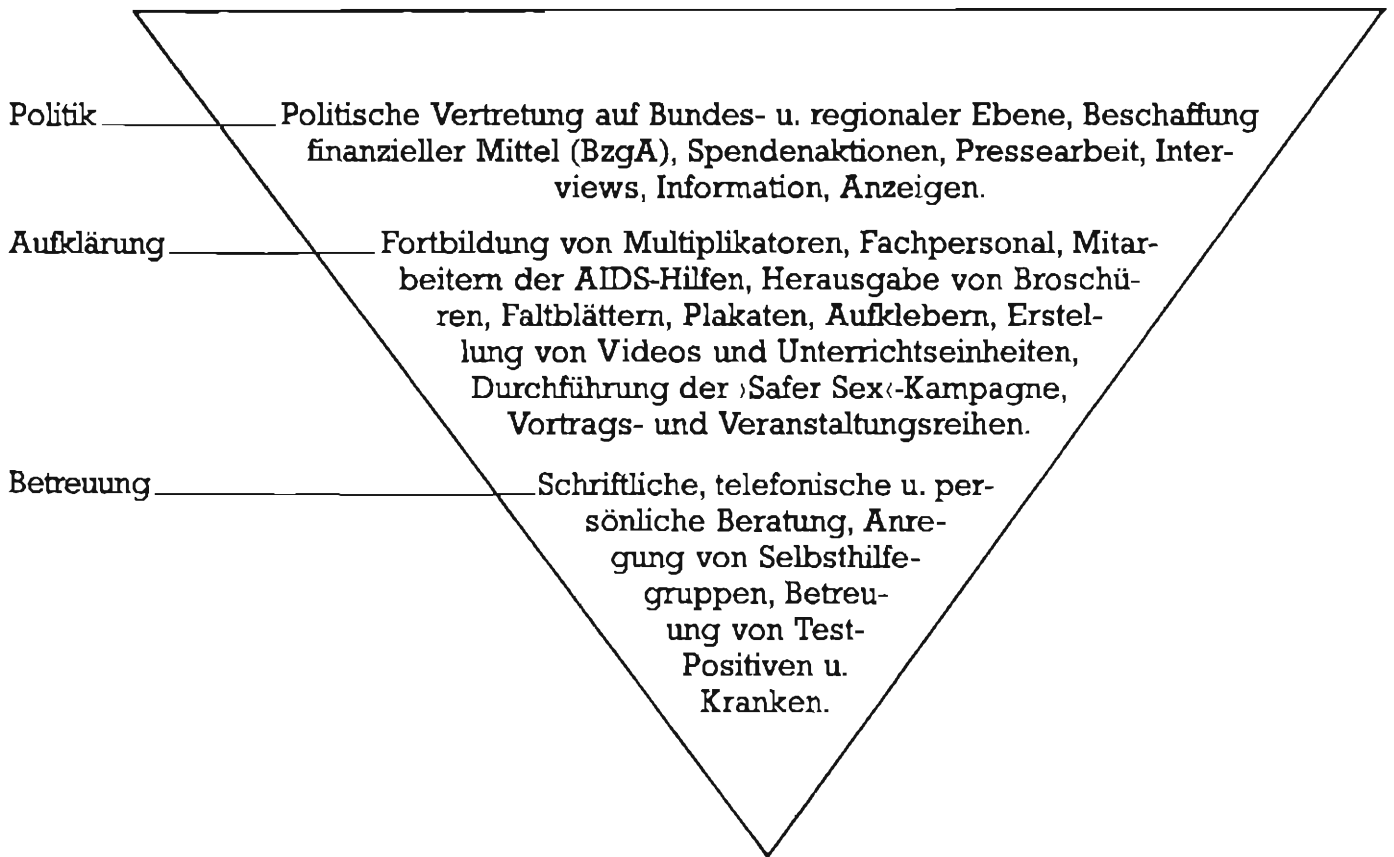 Politik Politische Vertretung auf Bundes- u. regionaler Ebene, Beschaffung
finanzieller Mittel (BzgA), Spendenaktionen, Pressearbeit, Inter-
views, Information, Anzeigen.
Aufklärung Fortbildung von Multiplikatoren, Fachpersonal, Mitar-
beitern der AIDS-Hilfen, Herausgabe von Broschü-
ren, Faltblättern, Plakaten, Aufklebern, Erstel-
lung von Videos und Unterrichtseinheiten,
Durchführung der ›Safer Sex‹-Kampagne,
Vortrags- und Veranstaltungsreihen.
Betreuung Schriftliche, telefonische u. per-
sönliche Beratung, Anre-
gung von Selbsthilfe-
gruppen, Betreu-
ung von Test-
Positiven u.
Kranken.